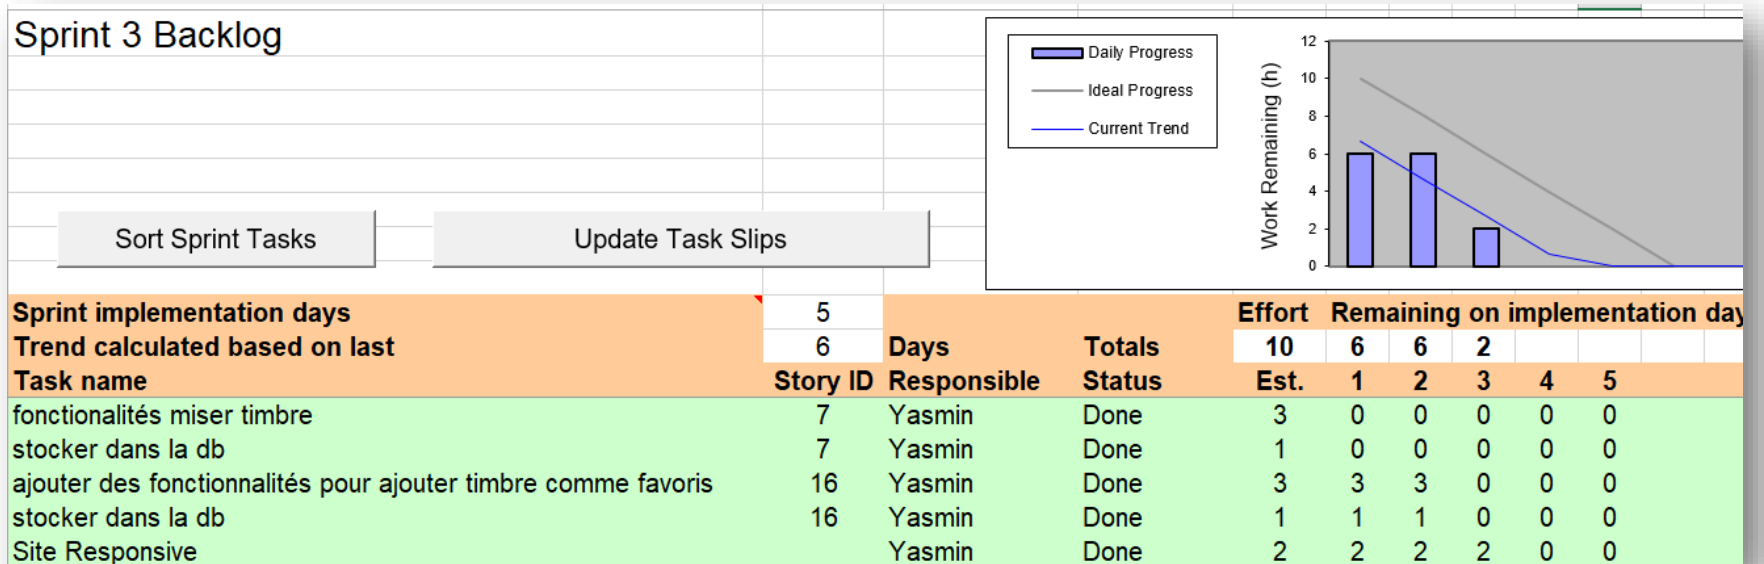 Sprint 3 Backlog
Daily Progress
Ideal Progress
Current Trend
Work Remaining (h)
12
10
8
6
4
2
0
Sort Sprint Tasks Update Task Slips
Sprint implementation days 5 Effort Remaining on implementation day
Trend calculated based on last 6 Days Totals 10 6 6 2
Task name Story ID Responsible Status Est. 1 2 3 4 5
fonctionalités miser timbre 7 Yasmin Done 3 0 0 0 0 0
stocker dans la db 7 Yasmin Done 1 0 0 0 0 0
ajouter des fonctionnalités pour ajouter timbre comme favoris 16 Yasmin Done 3 3 3 0 0 0
stocker dans la db 16 Yasmin Done 1 1 1 0 0 0
Site Responsive Yasmin Done 2 2 2 2 0 0